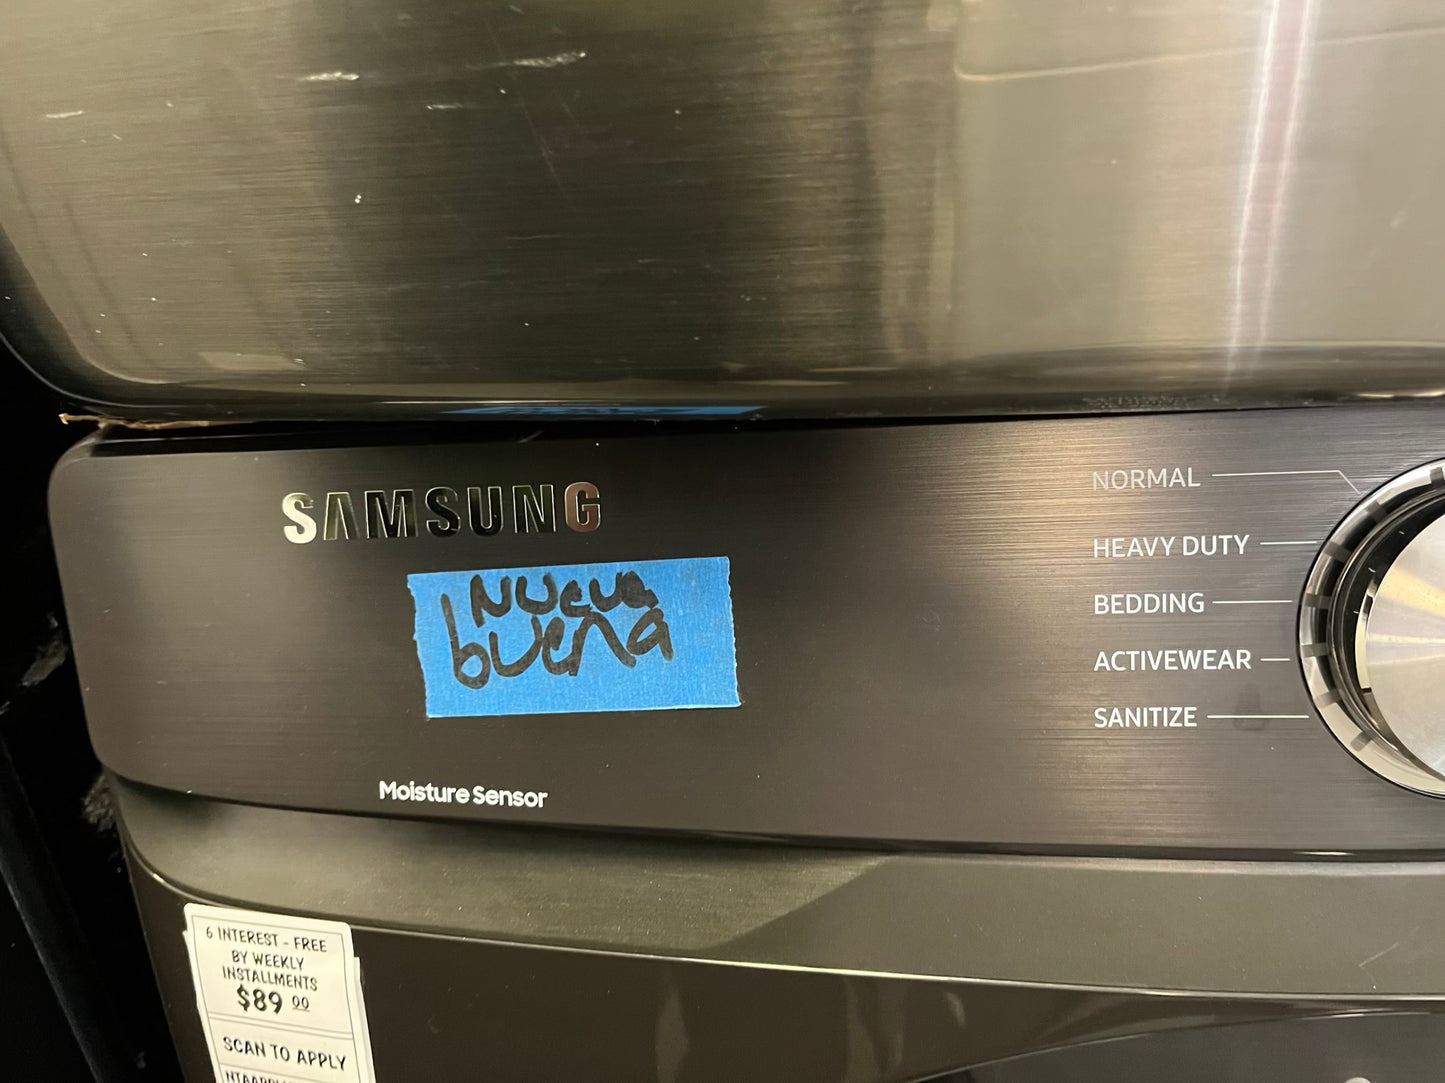 SAMSUNG
Nueva
buena
Moisture Sensor
NORMAL
HEAVY DUTY
BEDDING
ACTIVEWEAR
SANITIZE
6 INTEREST - FREE
BY WEEKLY
INSTALLMENTS
$89 00
SCAN TO APPLY